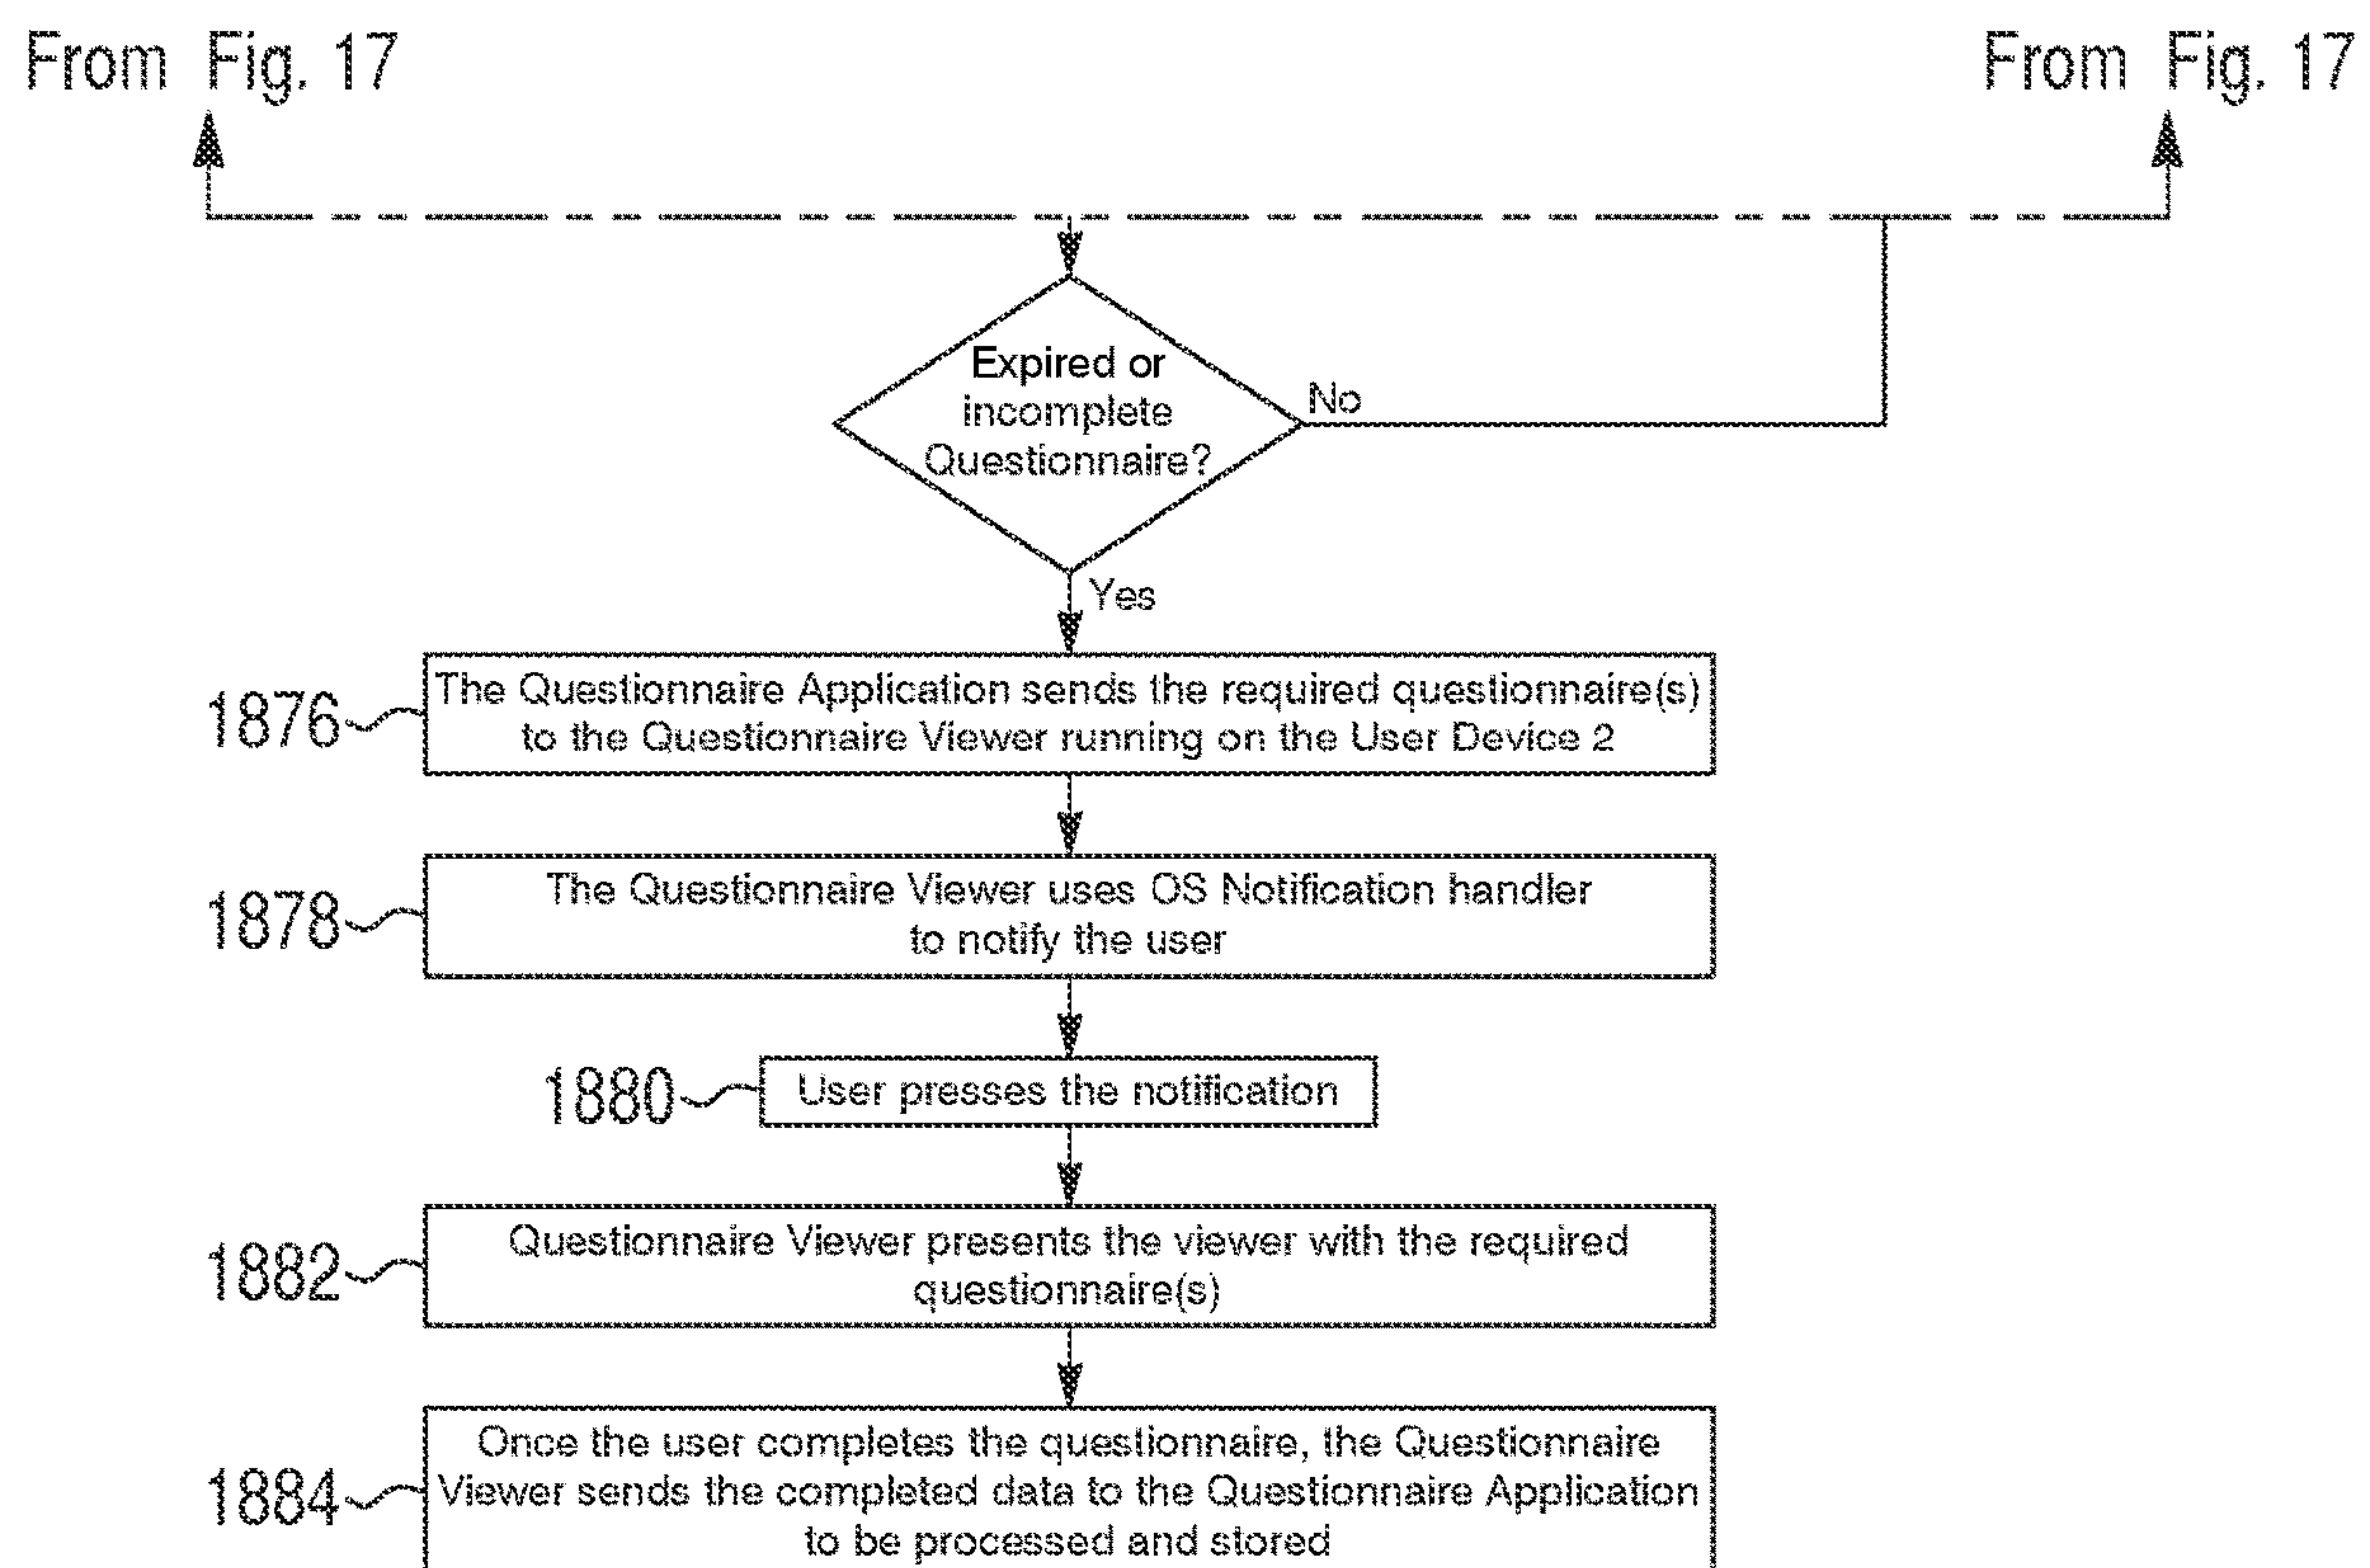 From Fig. 17
From Fig. 17
Expired or
incomplete
Questionnaire?
No
Yes
1876
The Questionnaire Application sends the required questionnaire(s)
to the Questionnaire Viewer running on the User Device 2
1878
The Questionnaire Viewer uses OS Notification handler
to notify the user
1880
User presses the notification
1882
Questionnaire Viewer presents the viewer with the required
questionnaire(s)
1884
Once the user completes the questionnaire, the Questionnaire
Viewer sends the completed data to the Questionnaire Application
to be processed and stored